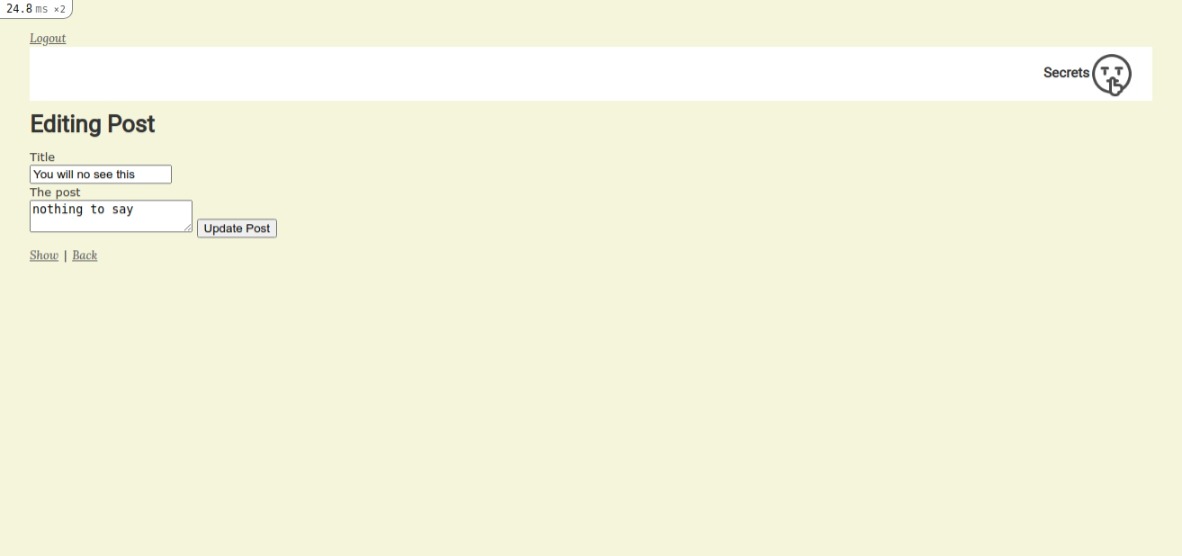 24.8 ms ×2
Logout
Secrets
Editing Post
Title
You will no see this
The post
nothing to say
Update Post
Show | Back